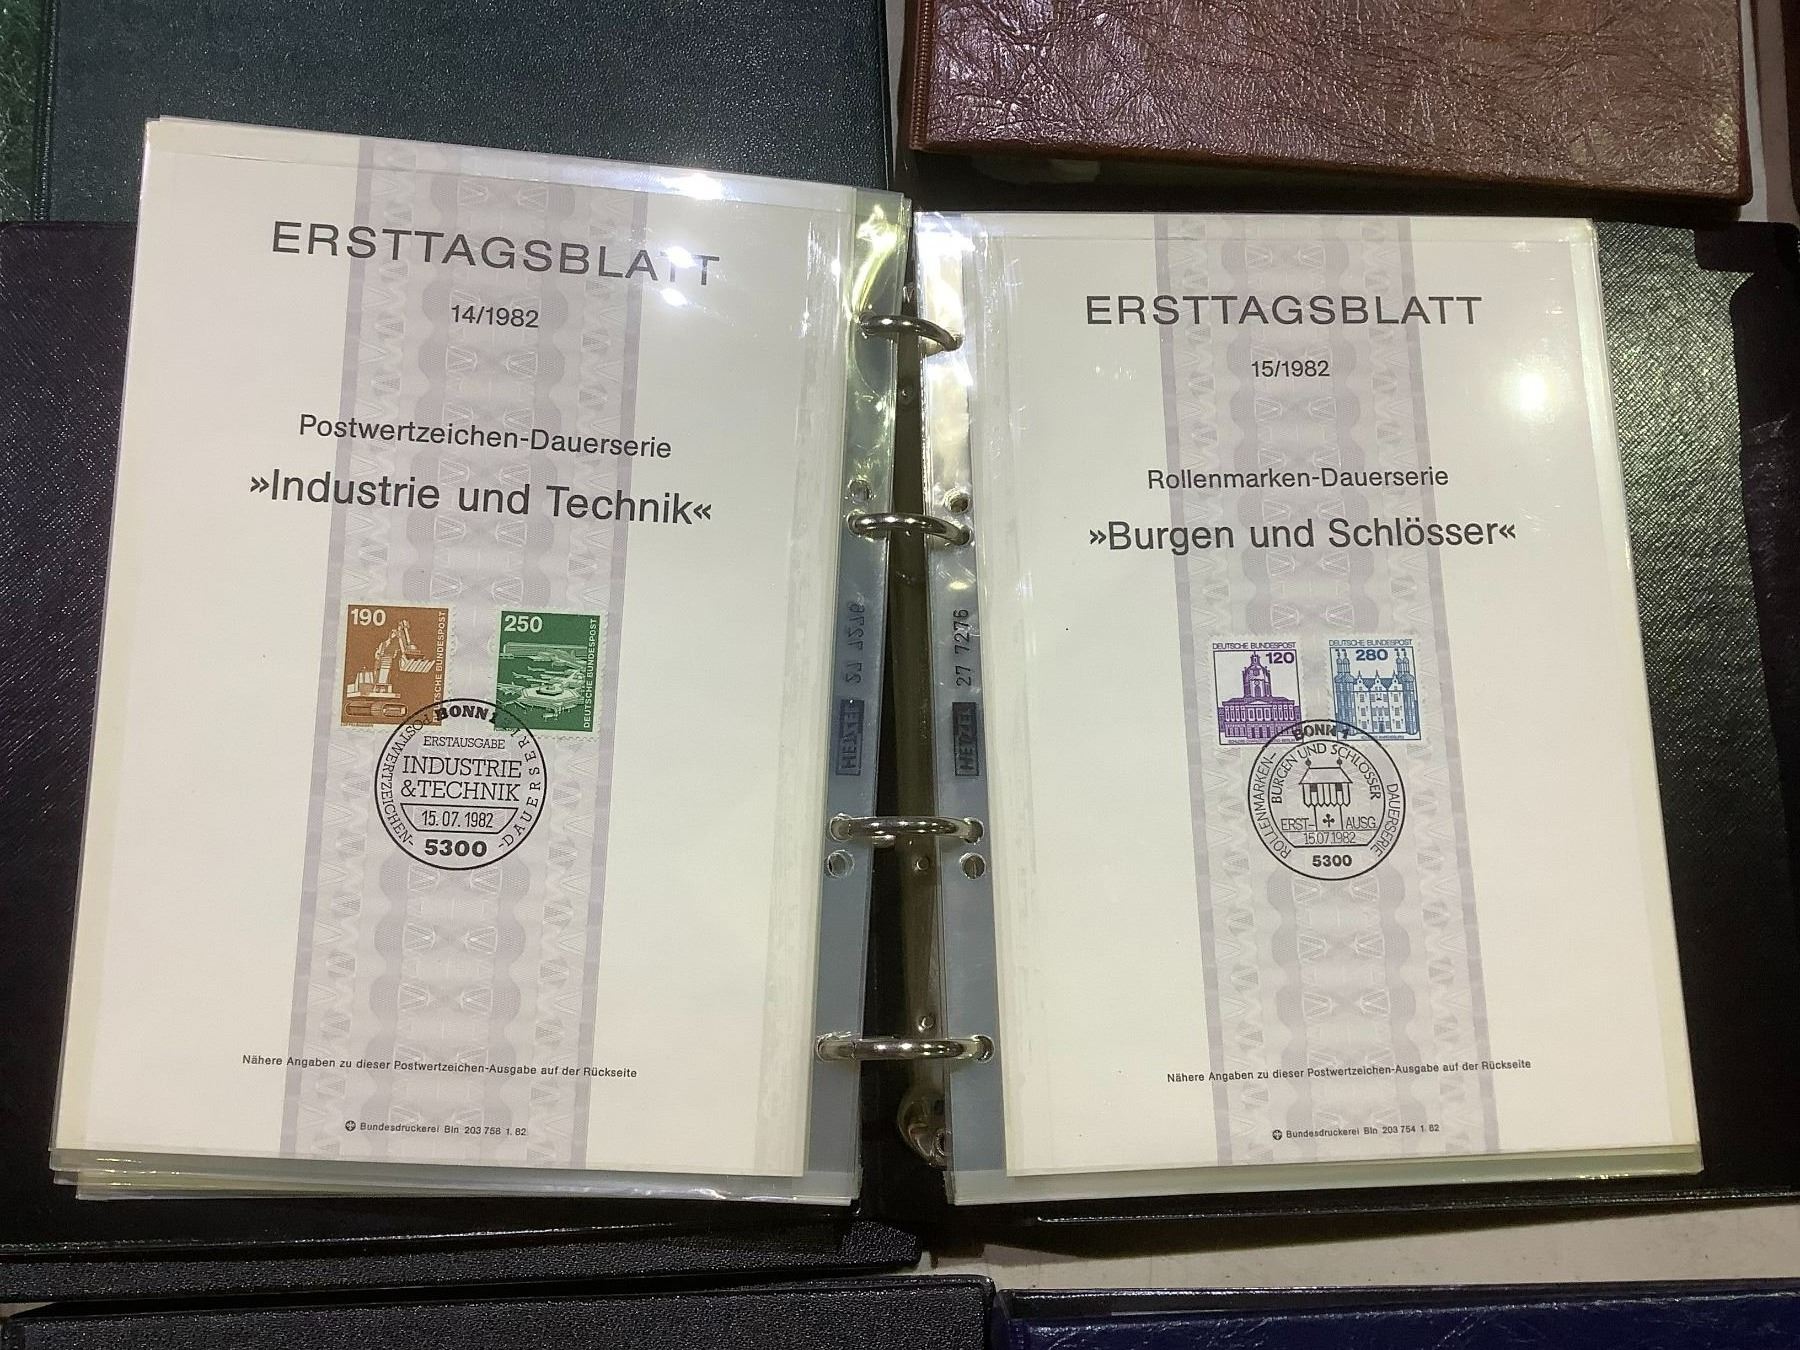 ERSTTAGSBLATT
14/1982
Postwertzeichen-Dauerserie
»Industrie und Technik«
190
DEUTSCHE BUNDESPOST
250
DEUTSCHE BUNDESPOST
BONN 1
POSTWERTZEICHEN-
-DAUERSERIE
ERSTAUSGABE
INDUSTRIE
&TECHNIK
15.07.1982
5300
Nähere Angaben zu dieser Postwertzeichen-Ausgabe auf der Rückseite
Bundesdruckerei Bln 203 758 1. 82
HETZEL 27 7276
HETZEL 27 7276
ERSTTAGSBLATT
15/1982
Rollenmarken-Dauerserie
»Burgen und Schlösser«
DEUTSCHE BUNDESPOST
120
DEUTSCHE BUNDESPOST
280
BONN 1
ROLLENMARKEN-
DAUERSERIE
BURGEN UND SCHLÖSSER
ERST- AUSG.
15.07.1982
5300
Nähere Angaben zu dieser Postwertzeichen-Ausgabe auf der Rückseite
Bundesdruckerei Bln 203 754 1. 82